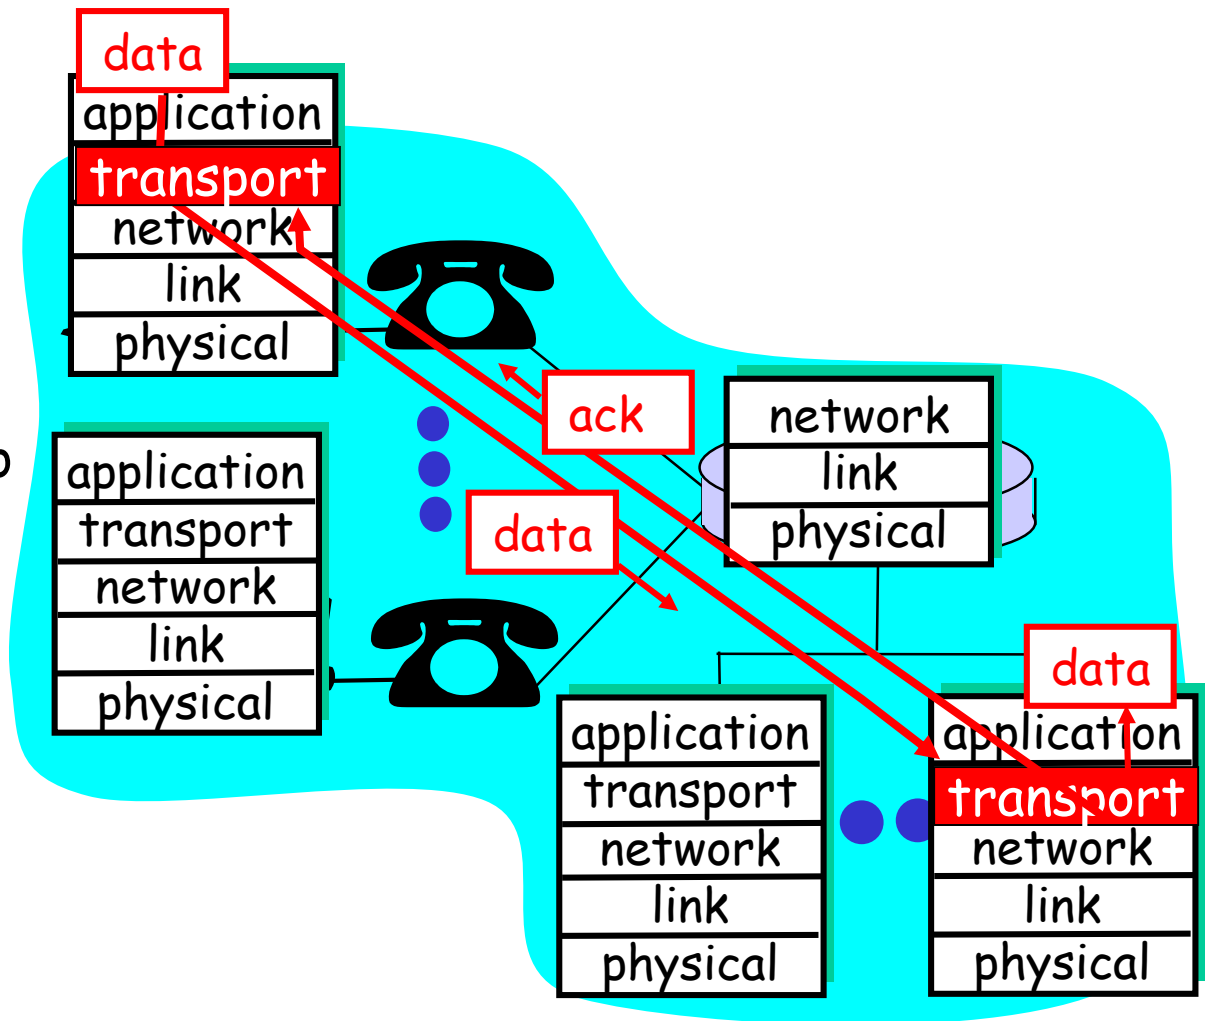 data
application
transport
network
link
physical
ack
data
network
link
physical
application
transport
network
link
physical
data
application
transport
network
link
physical
application
transport
network
link
physical